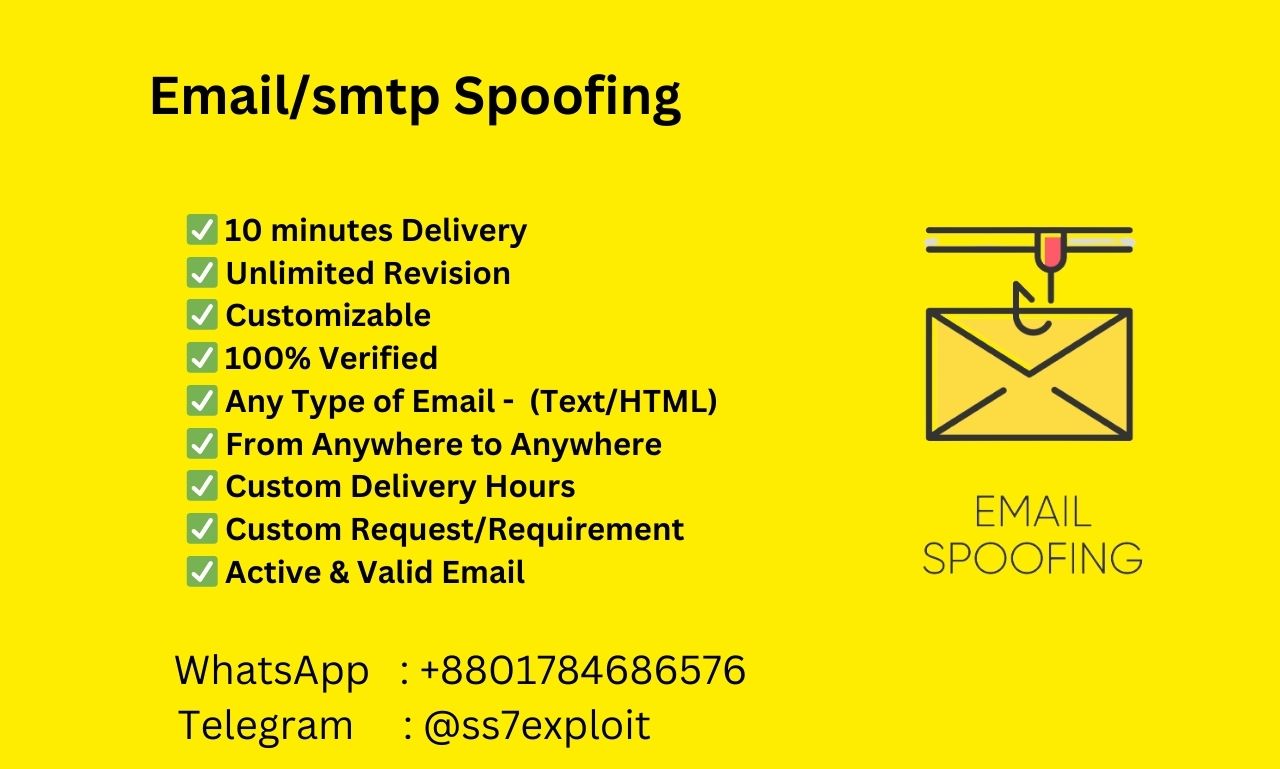 Email/smtp Spoofing
✅ 10 minutes Delivery
✅ Unlimited Revision
✅ Customizable
✅ 100% Verified
✅ Any Type of Email - (Text/HTML)
✅ From Anywhere to Anywhere
✅ Custom Delivery Hours
✅ Custom Request/Requirement
✅ Active & Valid Email
EMAIL
SPOOFING
WhatsApp : +8801784686576
Telegram : @ss7exploit